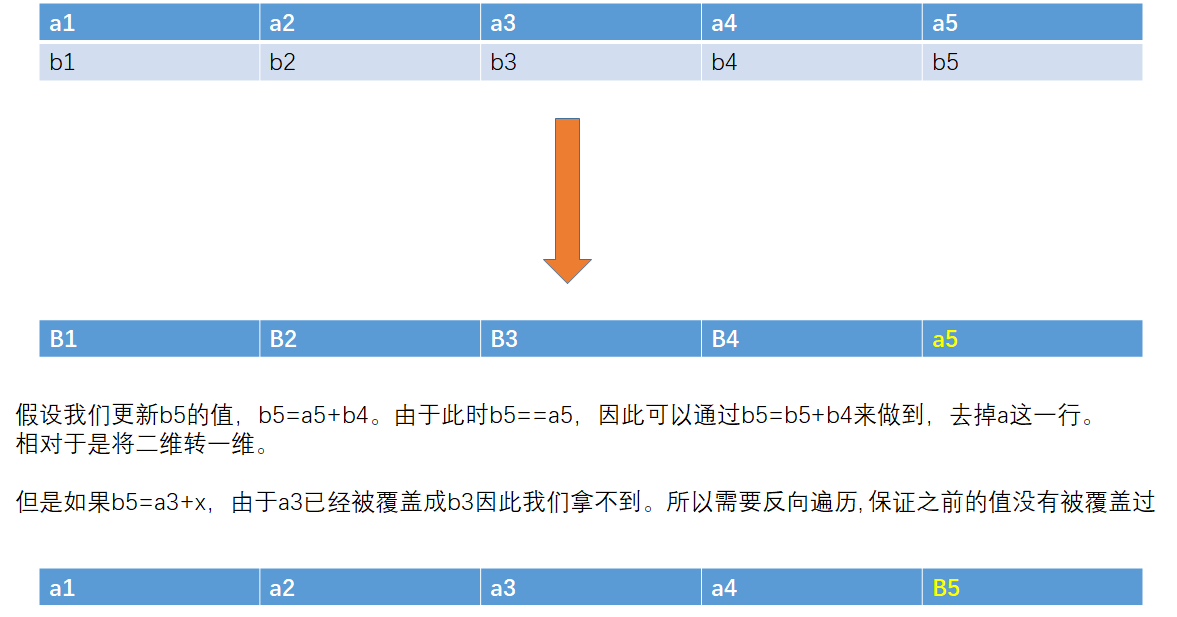 a1 a2 a3 a4 a5
b1 b2 b3 b4 b5
B1 B2 B3 B4 a5
假设我们更新b5的值，b5=a5+b4。由于此时b5==a5，因此可以通过b5=b5+b4来做到，去掉a这一行。
相对于是将二维转一维。
但是如果b5=a3+x，由于a3已经被覆盖成b3因此我们拿不到。所以需要反向遍历,保证之前的值没有被覆盖过
a1 a2 a3 a4 B5